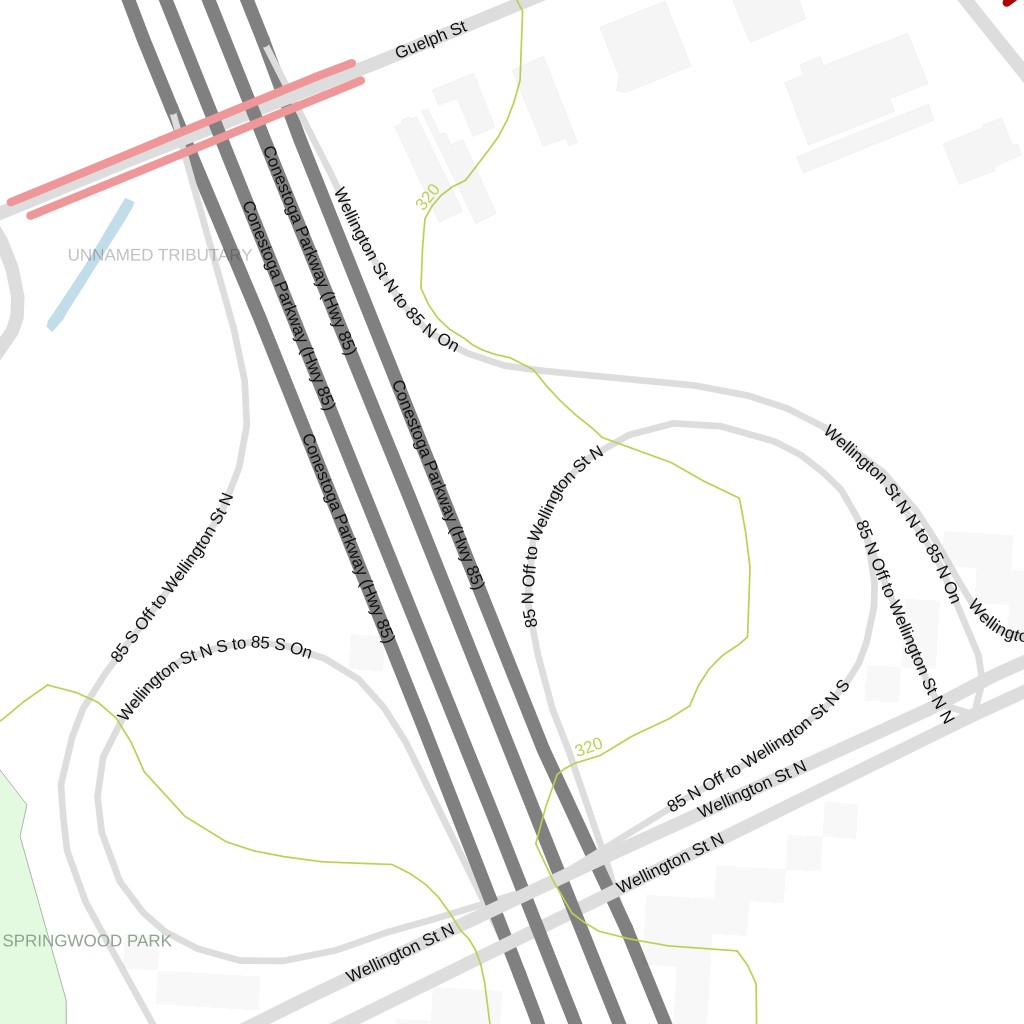 Guelph St
Conestoga Parkway (Hwy 85)
Conestoga Parkway (Hwy 85)
Wellington St N to 85 N On
320
UNNAMED TRIBUTARY
Conestoga Parkway (Hwy 85)
Conestoga Parkway (Hwy 85)
Wellington St N N to 85 N On
85 N Off to Wellington St N
85 S Off to Wellington St N
85 N Off to Wellington St N N
Wellingto
Wellington St N S to 85 S On
85 N Off to Wellington St N S
320
Wellington St N
Wellington St N
SPRINGWOOD PARK
Wellington St N